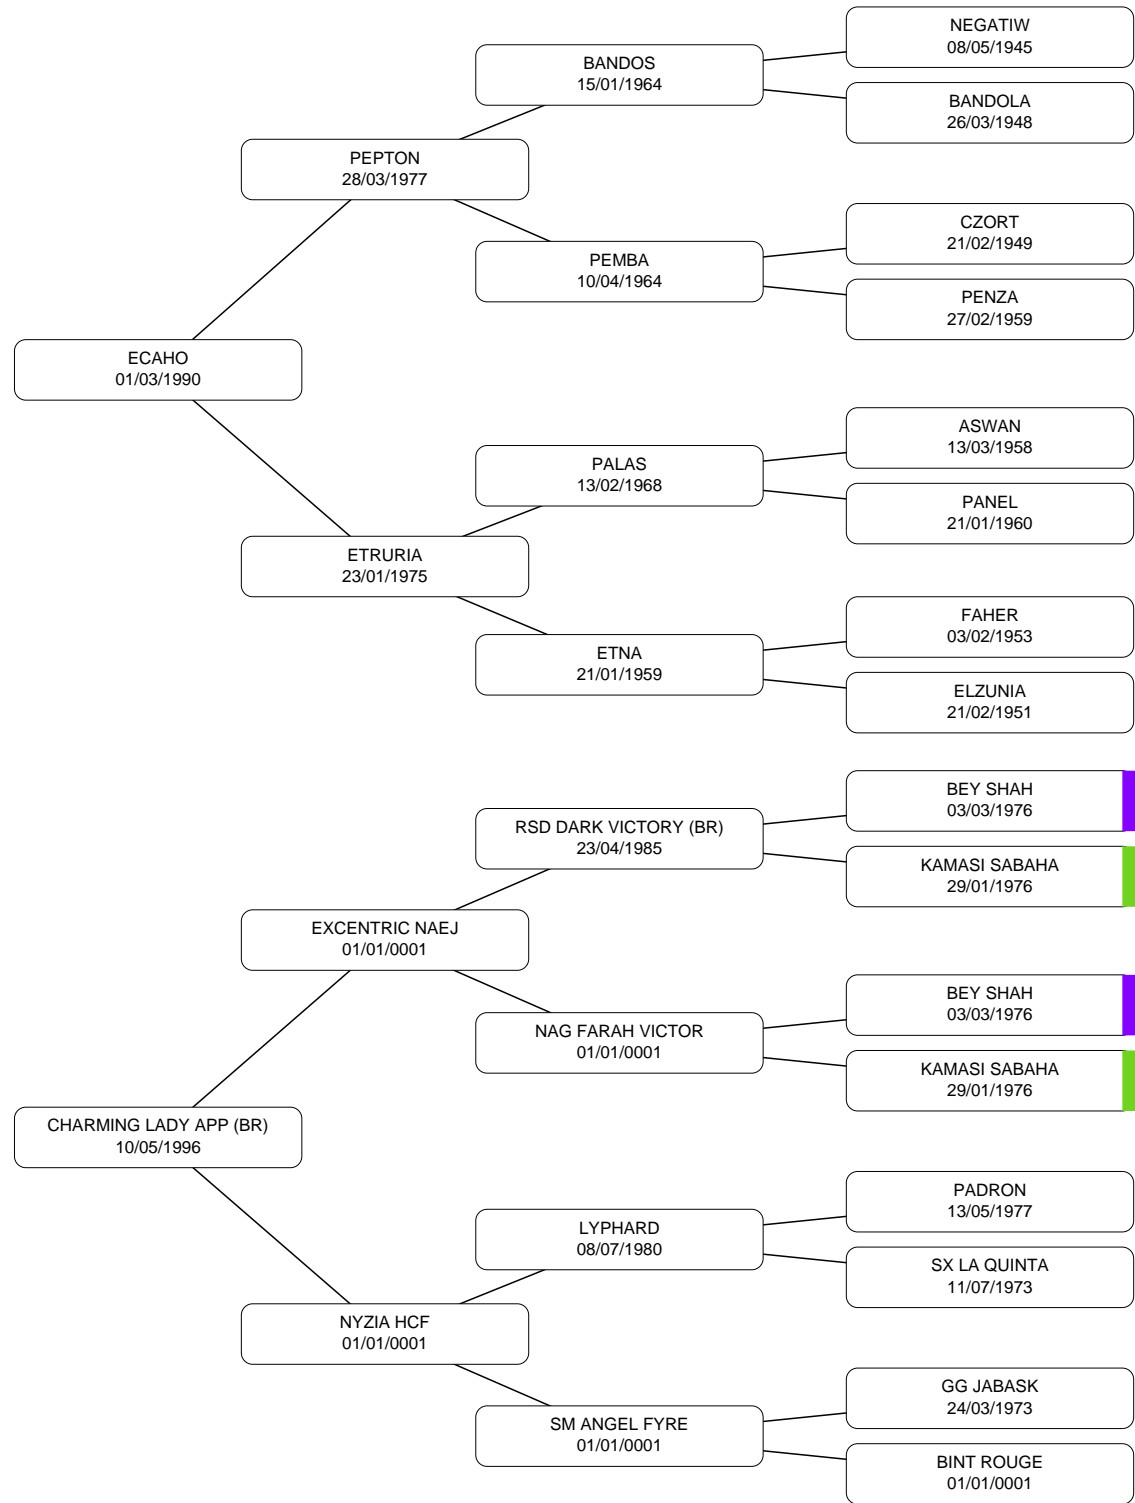 NEGATIW
08/05/1945
BANDOS
15/01/1964
BANDOLA
26/03/1948
PEPTON
28/03/1977
CZORT
21/02/1949
PEMBA
10/04/1964
PENZA
27/02/1959
ECAHO
01/03/1990
ASWAN
13/03/1958
PALAS
13/02/1968
PANEL
21/01/1960
ETRURIA
23/01/1975
FAHER
03/02/1953
ETNA
21/01/1959
ELZUNIA
21/02/1951
BEY SHAH
03/03/1976
RSD DARK VICTORY (BR)
23/04/1985
KAMASI SABAHA
29/01/1976
EXCENTRIC NAEJ
01/01/0001
BEY SHAH
03/03/1976
NAG FARAH VICTOR
01/01/0001
KAMASI SABAHA
29/01/1976
CHARMING LADY APP (BR)
10/05/1996
PADRON
13/05/1977
LYPHARD
08/07/1980
SX LA QUINTA
11/07/1973
NYZIA HCF
01/01/0001
GG JABASK
24/03/1973
SM ANGEL FYRE
01/01/0001
BINT ROUGE
01/01/0001